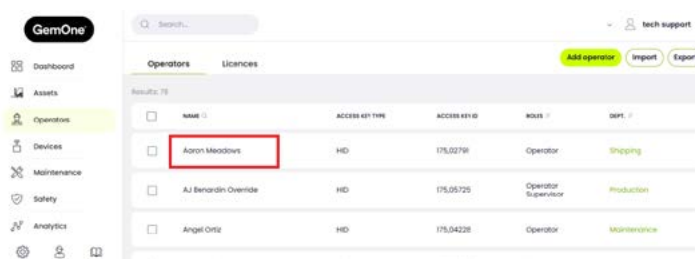 GemOne
Search...
tech support
Dashboard
Operators
Licences
Add operator
Import
Export
Assets
Results: 78
Operators
NAME
ACCESS KEY TYPE
ACCESS KEY ID
ROLES
DEPT.
Devices
Aaron Meadows
HID
175,02791
Operator
Shipping
Maintenance
Safety
AJ Benardin Override
HID
175,05725
Operator
Supervisor
Production
Analytics
Angel Ortiz
HID
175,04228
Operator
Maintenance